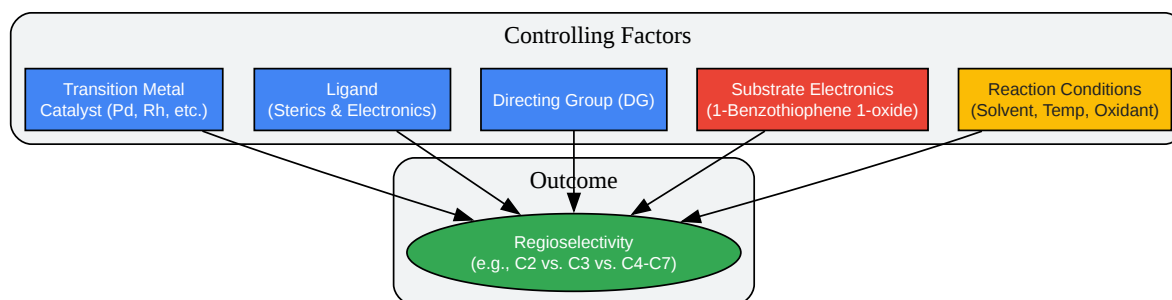 Controlling Factors
Transition Metal
Catalyst (Pd, Rh, etc.)
Ligand
(Sterics & Electronics)
Directing Group (DG)
Substrate Electronics
(1-Benzothiophene 1-oxide)
Reaction Conditions
(Solvent, Temp, Oxidant)
Outcome
Regioselectivity
(e.g., C2 vs. C3 vs. C4-C7)